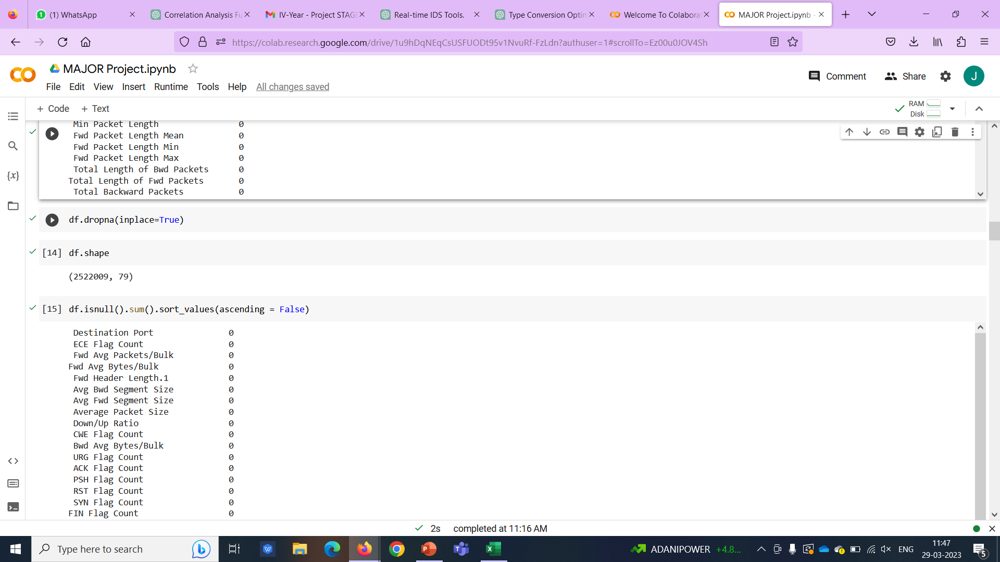 (1) WhatsApp
Correlation Analysis Fu
IV-Year - Project STAG
Real-time IDS Tools.
Type Conversion Optin
Welcome To Colaborat
MAJOR Project.ipynb -
https://colab.research.google.com/drive/1u9hDqNEqCsUSFUODt95v1NvuRf-FzLdn?authuser=1#scrollTo=Ez00u0JOV4Sh
MAJOR Project.ipynb
Comment
Share
J
File Edit View Insert Runtime Tools Help All changes saved
+ Code + Text
RAM
Disk
Min Packet Length 0
Fwd Packet Length Mean 0
Fwd Packet Length Min 0
Fwd Packet Length Max 0
Total Length of Bwd Packets 0
Total Length of Fwd Packets 0
Total Backward Packets 0
df.dropna(inplace=True)
[14] df.shape
(2522009, 79)
[15] df.isnull().sum().sort_values(ascending = False)
Destination Port 0
ECE Flag Count 0
Fwd Avg Packets/Bulk 0
Fwd Avg Bytes/Bulk 0
Fwd Header Length.1 0
Avg Bwd Segment Size 0
Avg Fwd Segment Size 0
Average Packet Size 0
Down/Up Ratio 0
CWE Flag Count 0
Bwd Avg Bytes/Bulk 0
URG Flag Count 0
ACK Flag Count 0
PSH Flag Count 0
RST Flag Count 0
SYN Flag Count 0
FIN Flag Count 0
2s completed at 11:16 AM
Type here to search
ADANIPOWER +4.8...
ENG
11:47
29-03-2023
5